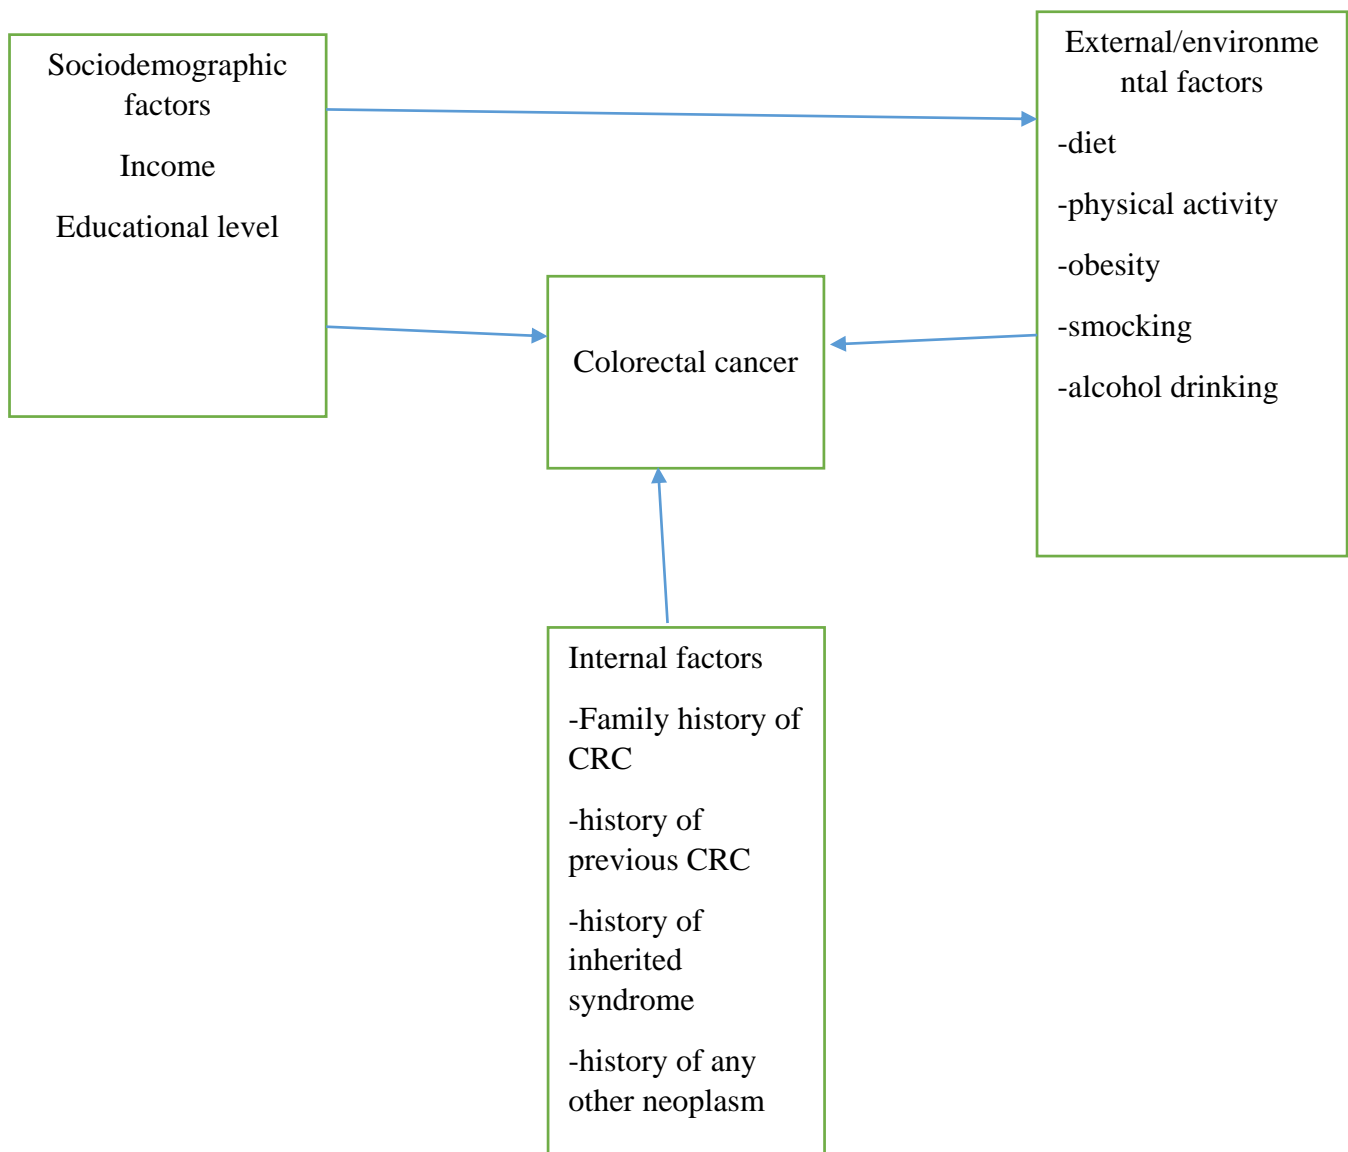 Sociodemographic
factors
Income
Educational level
External/environme
ntal factors
-diet
-physical activity
-obesity
-smocking
-alcohol drinking
Colorectal cancer
Internal factors
-Family history of
CRC
-history of
previous CRC
-history of
inherited
syndrome
-history of any
other neoplasm